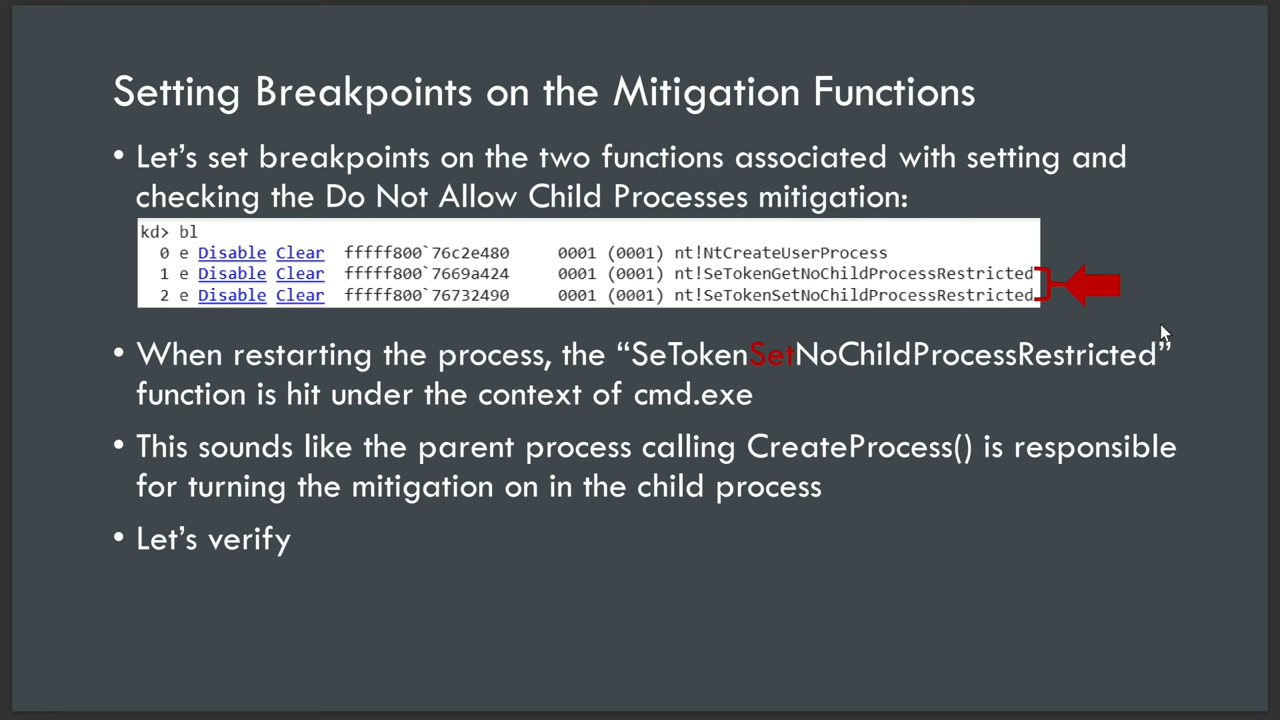 Setting Breakpoints on the Mitigation Functions
• Let’s set breakpoints on the two functions associated with setting and
checking the Do Not Allow Child Processes mitigation:
kd> bl
0 e Disable Clear fffff800`76c2e480 0001 (0001) nt!NtCreateUserProcess
1 e Disable Clear fffff800`7669a424 0001 (0001) nt!SeTokenGetNoChildProcessRestricted
2 e Disable Clear fffff800`76732490 0001 (0001) nt!SeTokenSetNoChildProcessRestricted
• When restarting the process, the “SeTokenSetNoChildProcessRestricted”
function is hit under the context of cmd.exe
• This sounds like the parent process calling CreateProcess() is responsible
for turning the mitigation on in the child process
• Let’s verify